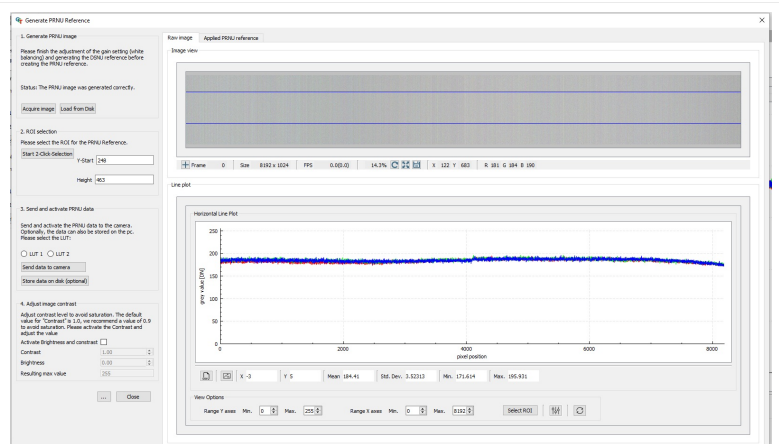 Generate PRNU Reference
1. Generate PRNU image
Please finish the adjustment of the gain setting (white
balancing) and generating the DSNU reference before
creating the PRNU reference.
Status: The PRNU image was generated correctly.
Acquire image Load from Disk
2. ROI selection
Please select the ROI for the PRNU Reference.
Start 2-Click-Selection
Y-Start 248
Height 463
3. Send and activate PRNU data
Send and activate the PRNU data to the camera.
Optionally, the data can also be stored on the pc.
Please select the LUT:
LUT 1 LUT 2
Send data to camera
Store data on disk (optional)
4. Adjust image contrast
Adjust contrast level to avoid saturation. The default
value for "Contrast" is 1.0, we recommend a value of 0.9
to avoid saturation. Please activate the Contrast and
adjust the value
Activate Brightness and constrast
Contrast 1.00
Brightness 0.00
Resulting max value 255
... Close
Raw image Applied PRNU reference
Image view
Frame 0 Size 8192 x 1024 FPS 0.0(0.0) 14.3% X 122 Y 683 R 181 G 184 B 190
Line plot
Horizontal Line Plot
250
200
150
100
50
0
grey value [DN]
0 2000 4000 6000 8000
pixel position
X -3 Y 5 Mean 184.41 Std. Dev. 3.52313 Min. 171.614 Max. 195.931
View Options
Range Y axes Min. 0 Max. 255 Range X axes Min. 0 Max. 8192 Select ROI